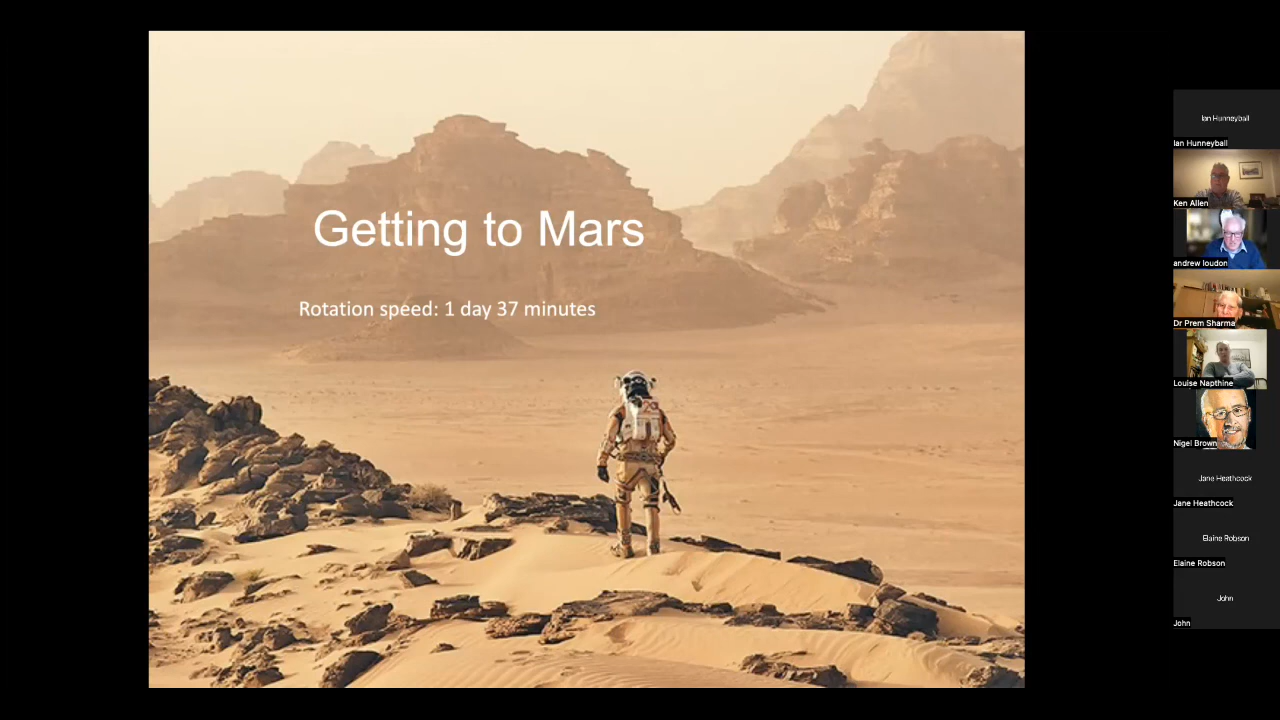 Getting to Mars
Rotation speed: 1 day 37 minutes
Ian Hunneyball
Ian Hunneyball
Ken Allen
andrew loudon
Dr Prem Sharma
Louise Napthine
Nigel Brown
Jane Heathcock
Jane Heathcock
Elaine Robson
Elaine Robson
John
John